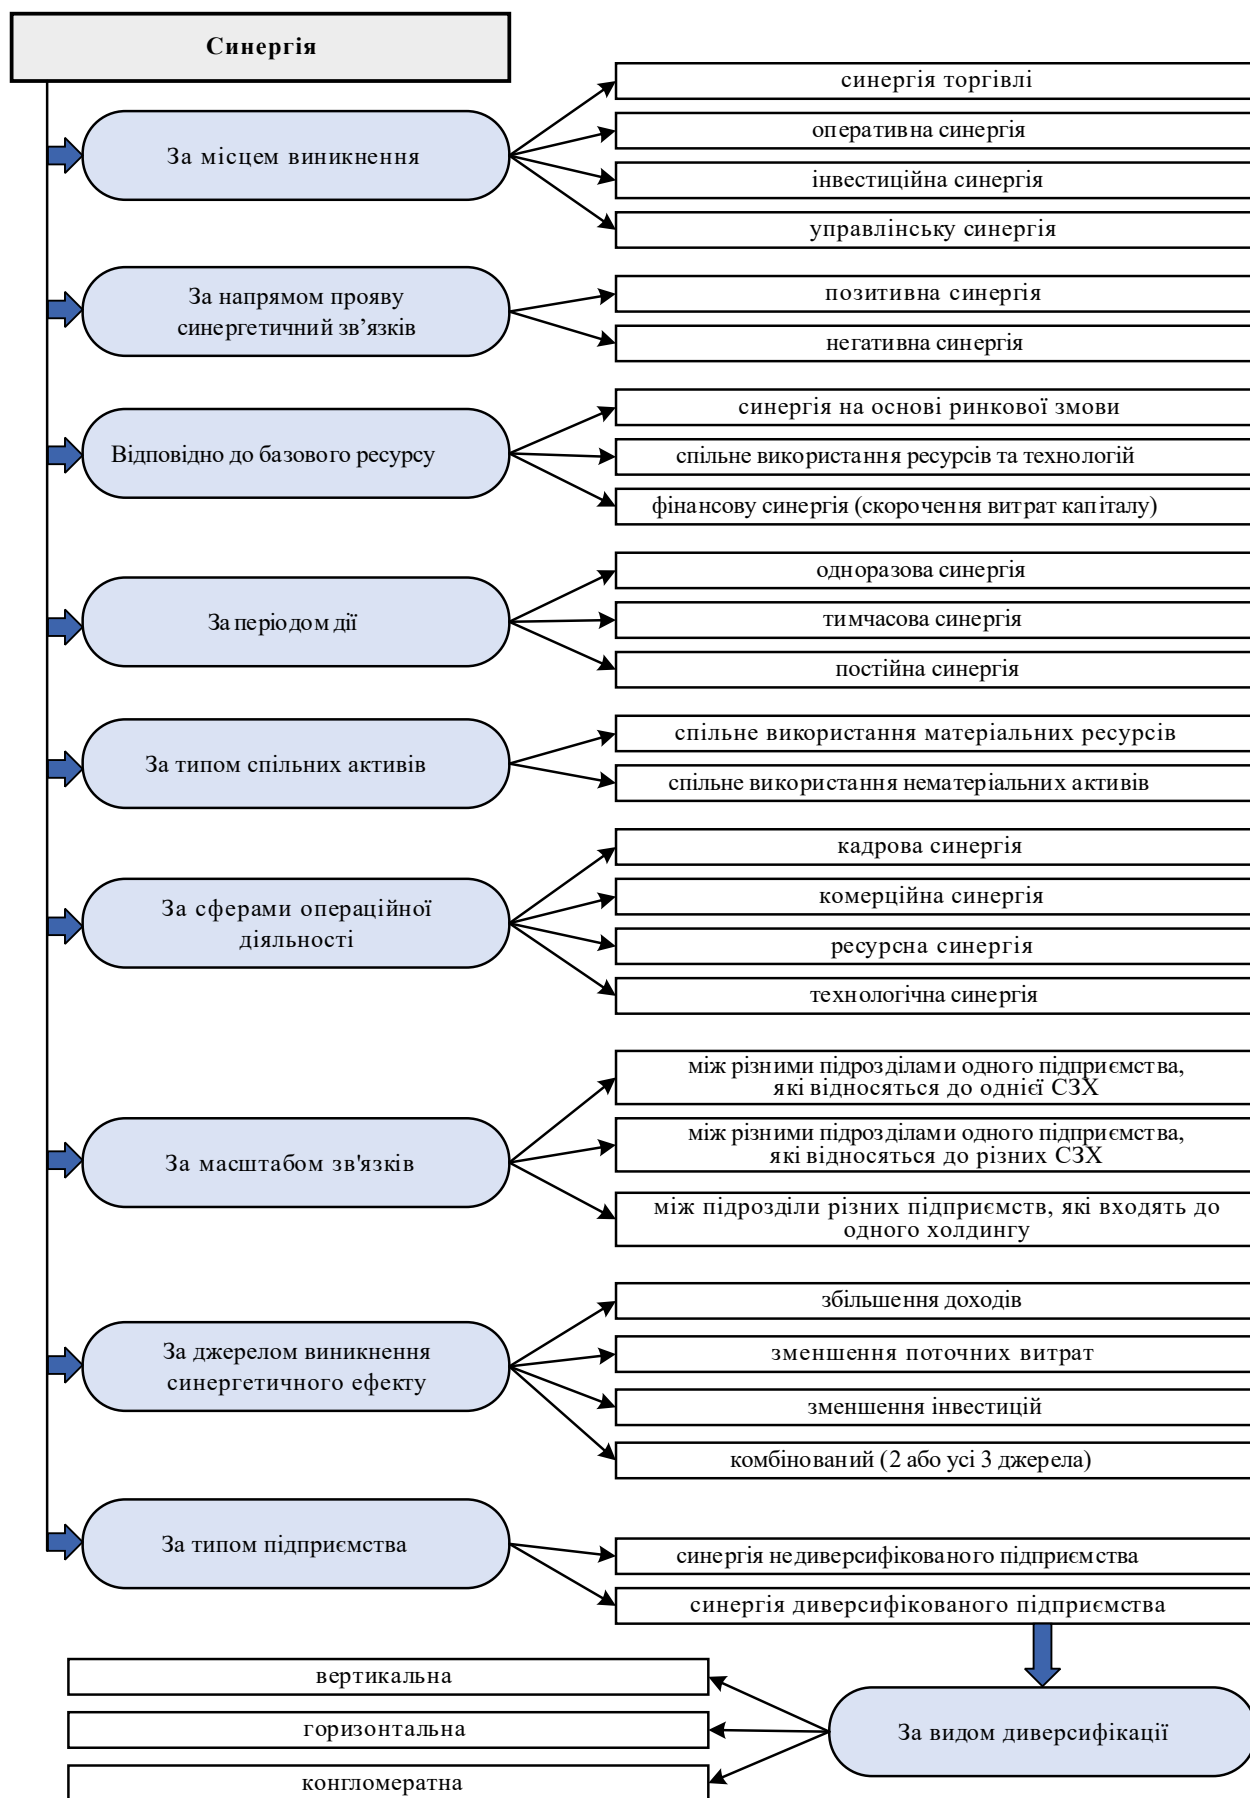 Синергія
За місцем виникнення
синергія торгівлі
оперативна синергія
інвестиційна синергія
управлінську синергія
За напрямом прояву
синергетичний зв’язків
позитивна синергія
негативна синергія
Відповідно до базового ресурсу
синергія на основі ринкової змови
спільне використання ресурсів та технологій
фінансову синергія (скорочення витрат капіталу)
За періодом дії
одноразова синергія
тимчасова синергія
постійна синергія
За типом спільних активів
спільне використання матеріальних ресурсів
спільне використання нематеріальних активів
За сферами операційної
діяльності
кадрова синергія
комерційна синергія
ресурсна синергія
технологічна синергія
За масштабом зв'язків
між різними підрозділами одного підприємства,
які відносяться до однієї СЗХ
між різними підрозділами одного підприємства,
які відносяться до різних СЗХ
між підрозділи різних підприємств, які входять до
одного холдингу
За джерелом виникнення
синергетичного ефекту
збільшення доходів
зменшення поточних витрат
зменшення інвестицій
комбінований (2 або усі 3 джерела)
За типом підприємства
синергія недиверсифікованого підприємства
синергія диверсифікованого підприємства
За видом диверсифікації
вертикальна
горизонтальна
конгломератна